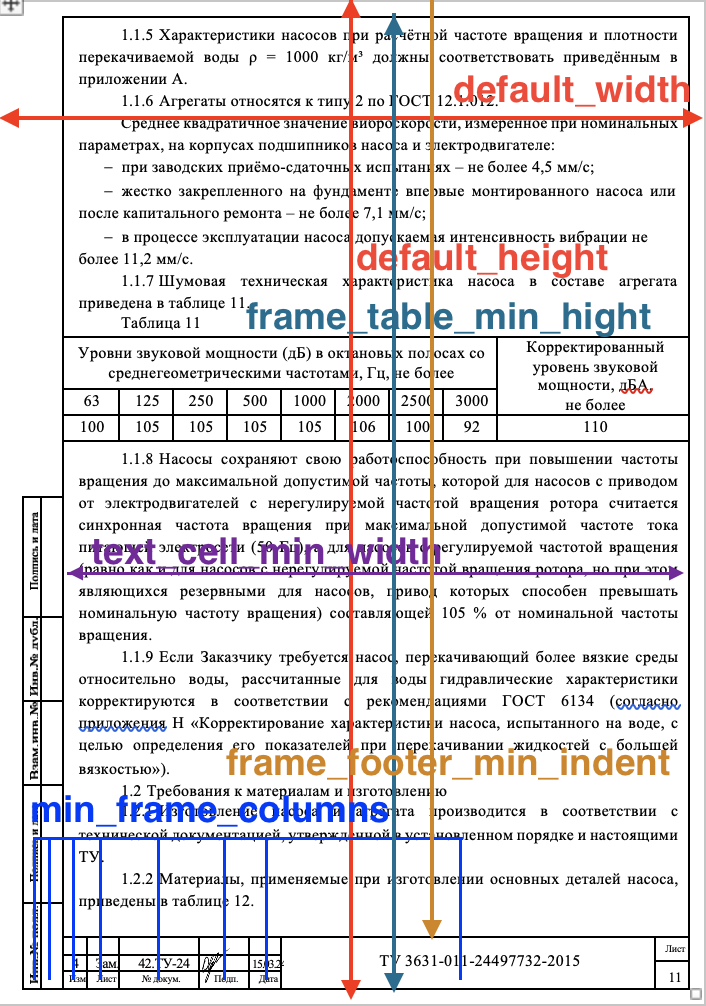 1.1.5 Характеристики насосов при расчётной частоте вращения и плотности
перекачиваемой воды ρ = 1000 кг/м³ должны соответствовать приведённым в
приложении А.
default_width
1.1.6 Агрегаты относятся к типу 2 по ГОСТ 12.1.012.
Среднее квадратичное значение виброскорости, измеренное при номинальных
параметрах, на корпусах подшипников насоса и электродвигателе:
– при заводских приёмо-сдаточных испытаниях – не более 4,5 мм/с;
– жестко закрепленного на фундаменте впервые монтированного насоса или
после капитального ремонта – не более 7,1 мм/с;
– в процессе эксплуатации насоса допускаемая интенсивность вибрации не
более 11,2 мм/с.
default_height
1.1.7 Шумовая техническая характеристика насоса в составе агрегата
приведена в таблице 11.
frame_table_min_hight
Таблица 11
Уровни звуковой мощности (дБ) в октановых полосах со
среднегеометрическими частотами, Гц, не более
Корректированный
уровень звуковой
мощности, дБА,
не более
63 125 250 500 1000 2000 2500 3000
100 105 105 105 105 106 100 92 110
1.1.8 Насосы сохраняют свою работоспособность при повышении частоты
вращения до максимальной допустимой частоты, которой для насосов с приводом
от электродвигателей с нерегулируемой частотой вращения ротора считается
синхронная частота вращения при максимальной допустимой частоте тока
питающей электросети (50 Гц), а для насосов с регулируемой частотой вращения
text_cell_min_width
(равно как и для насосов с нерегулируемой частотой вращения ротора, но при этом
являющихся резервными для насосов, привод которых способен превышать
номинальную частоту вращения) составляющей 105 % от номинальной частоты
вращения.
1.1.9 Если Заказчику требуется насос, перекачивающий более вязкие среды
относительно воды, рассчитанные для воды гидравлические характеристики
корректируются в соответствии с рекомендациями ГОСТ 6134 (согласно
приложения Н «Корректирование характеристики насоса, испытанного на воде, с
целью определения его показателей при перекачивании жидкостей с большей
вязкостью»).
frame_footer_min_indent
1.2 Требования к материалам и изготовлению
min_frame_columns
1.2.1 Изготовление насоса и агрегата производится в соответствии с
технической документацией, утвержденной в установленном порядке и настоящими
ТУ.
1.2.2 Материалы, применяемые при изготовлении основных деталей насоса,
приведены в таблице 12.
Подпись и дата
Инв.№ дубл.
Взам.инв.№
Подпись и дата
Инв.№ подл.
4 Зам. 42.ТУ-24 15.03.24
Изм Лист № докум. Подп. Дата
ТУ 3631-011-24497732-2015
Лист
11